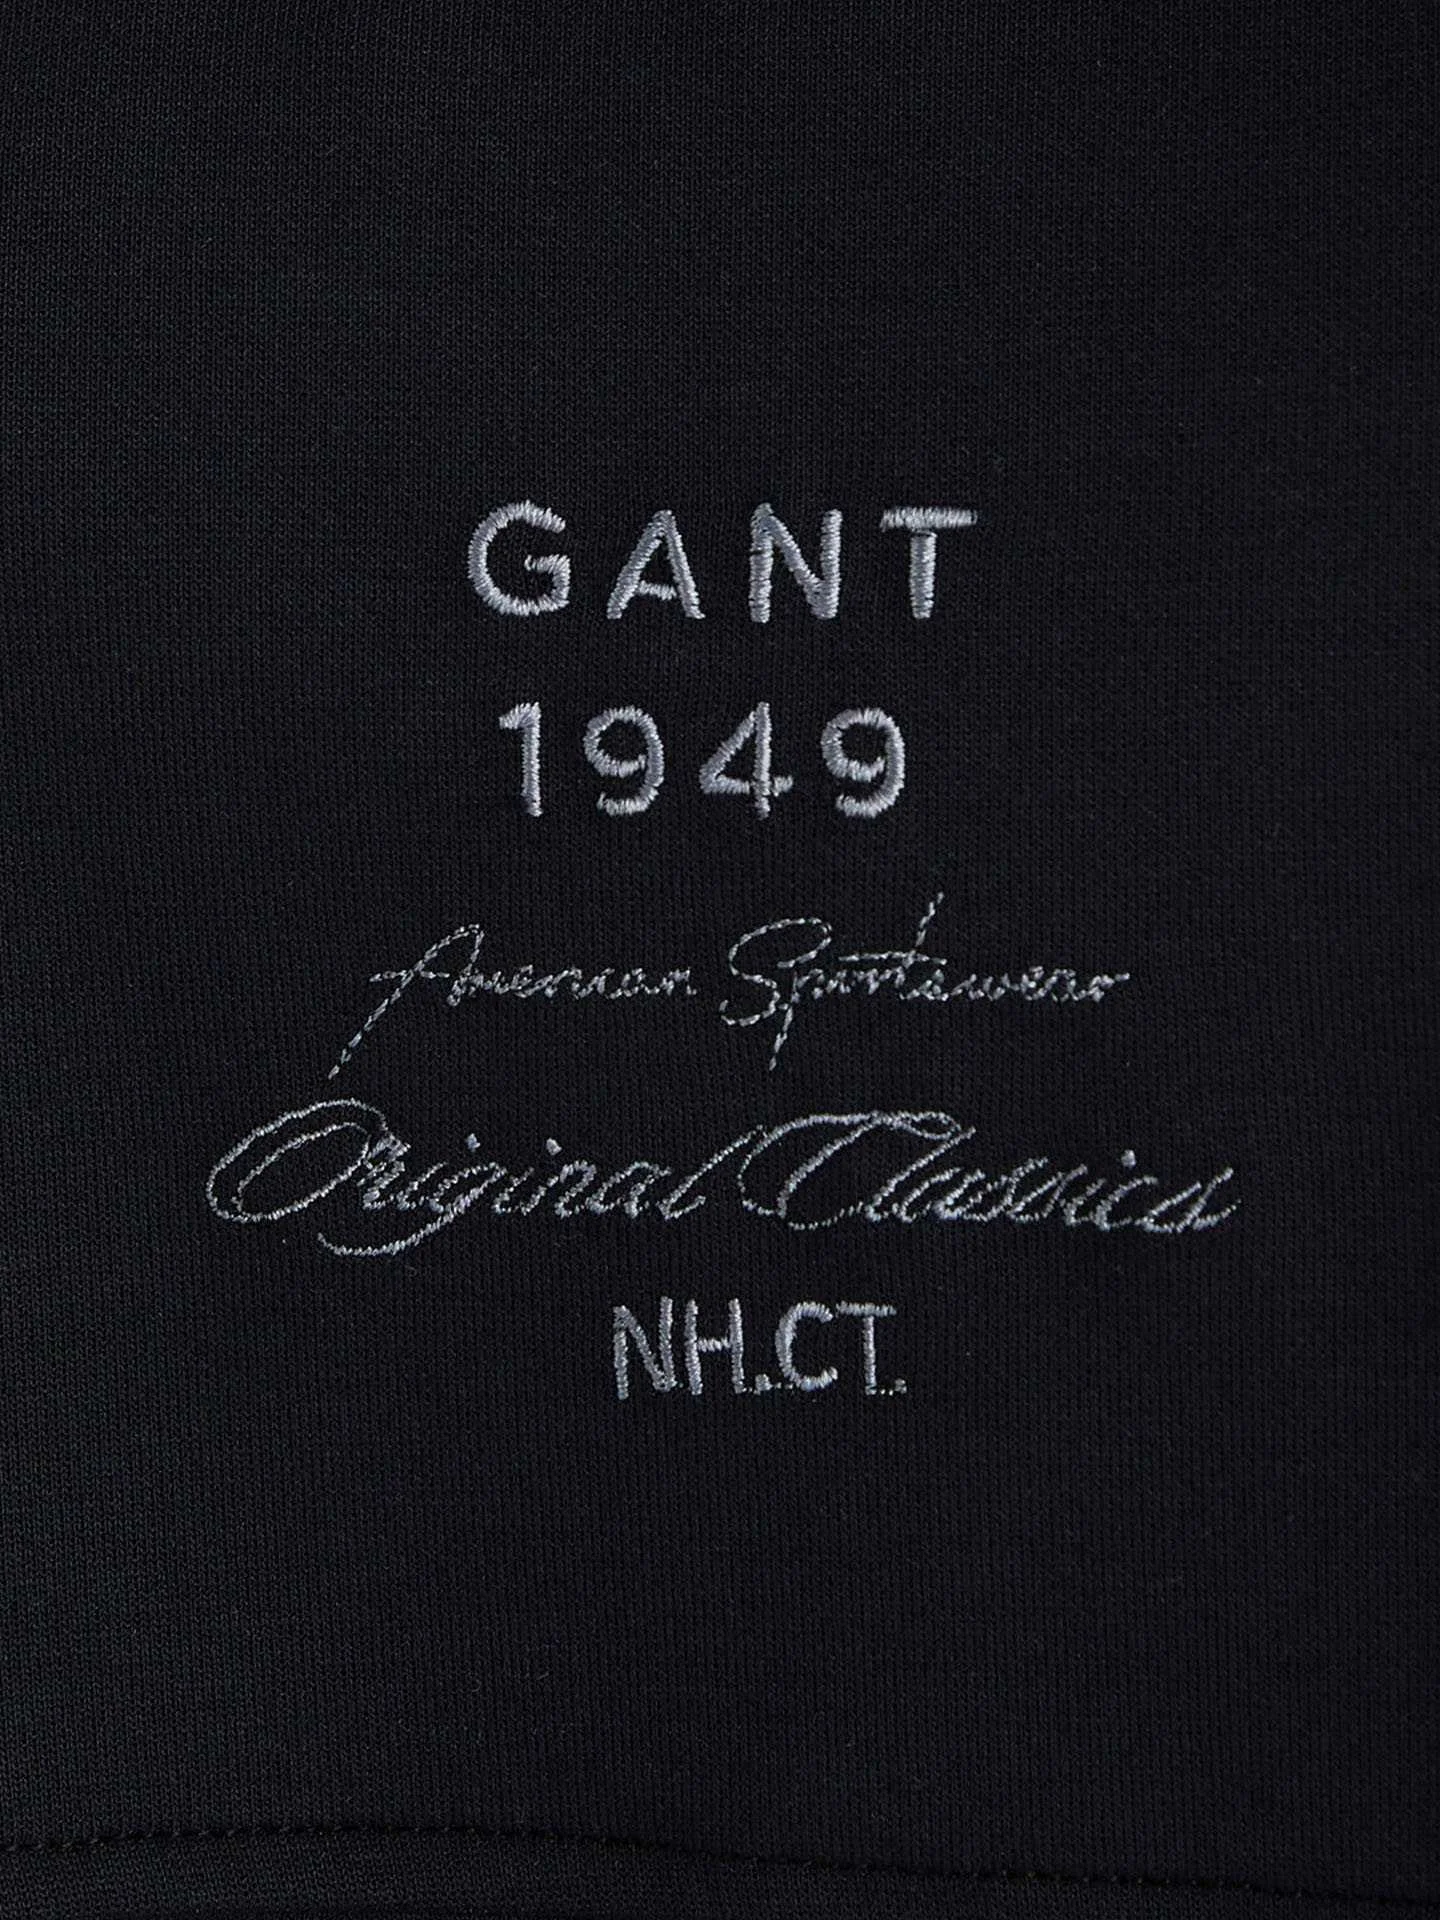 GANT
1949
American Sportswear
Original Classics
NH.CT.